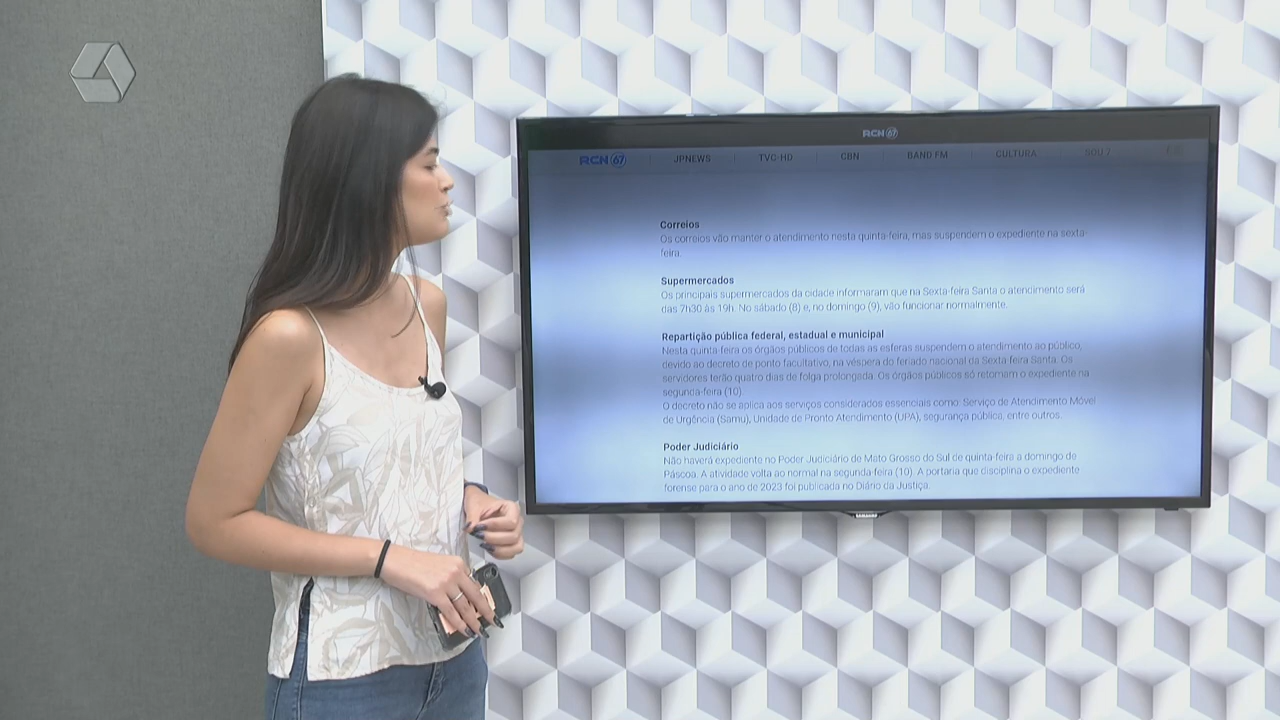 RCN 67
RCN 67 JPNEWS TVC-HD CBN BAND FM CULTURA
Correios
Os correios vão manter o atendimento nesta quinta-feira, mas suspendem o expediente na sexta-
feira.
Supermercados
Os principais supermercados da cidade informaram que na Sexta-feira Santa o atendimento será
das 7h30 às 19h. No sábado (8) e, no domingo (9), vão funcionar normalmente.
Repartição pública federal, estadual e municipal
Nesta quinta-feira os órgãos públicos de todas as esferas suspendem o atendimento ao público,
devido ao decreto de ponto facultativo, na véspera do feriado nacional da Sexta-feira Santa. Os
servidores terão quatro dias de folga prolongada. Os órgãos públicos só retornam o expediente na
segunda-feira (10).
O decreto não se aplica aos serviços considerados essenciais como: Serviço de Atendimento Móvel
de Urgência (Samu), Unidade de Pronto Atendimento (UPA), segurança pública, entre outros.
Poder Judiciário
Não haverá expediente no Poder Judiciário de Mato Grosso do Sul de quinta-feira a domingo de
Páscoa. A atividade volta ao normal na segunda-feira (10). A portaria que disciplina o expediente
forense para o ano de 2023 foi publicada no Diário da Justiça.
SAMSUNG